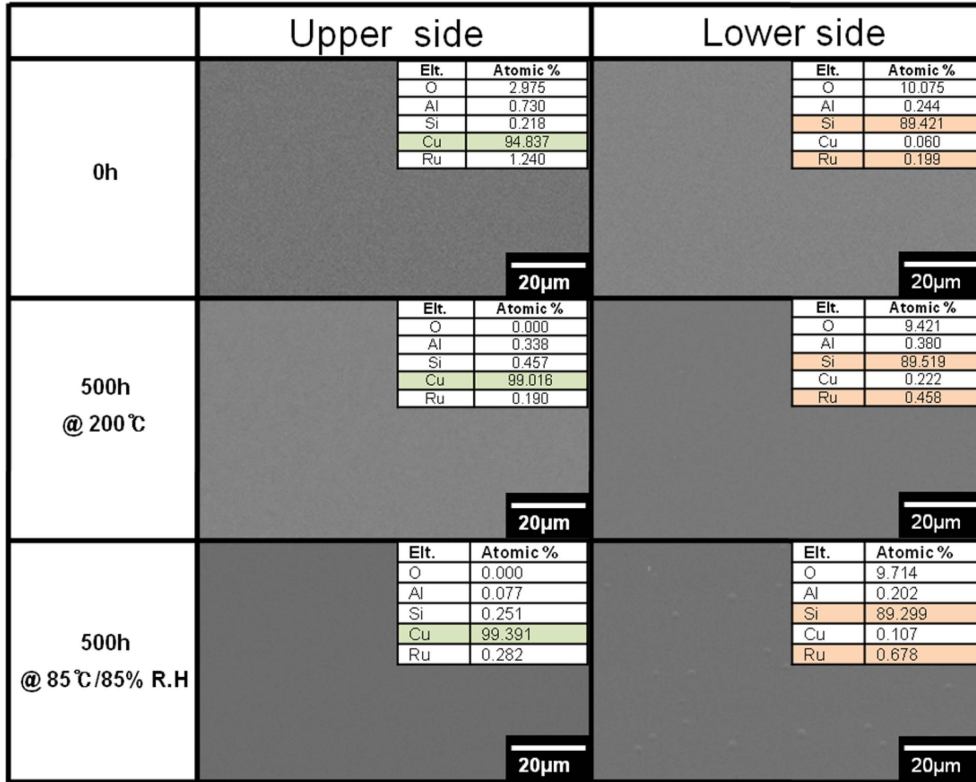 Upper side
Lower side
0h
Elt. Atomic %
O 2.975
Al 0.730
Si 0.218
Cu 94.837
Ru 1.240
20µm
Elt. Atomic %
O 10.075
Al 0.244
Si 89.421
Cu 0.060
Ru 0.199
20µm
500h
@ 200℃
Elt. Atomic %
O 0.000
Al 0.338
Si 0.457
Cu 99.016
Ru 0.190
20µm
Elt. Atomic %
O 9.421
Al 0.380
Si 89.519
Cu 0.222
Ru 0.458
20µm
500h
@ 85℃/85% R.H
Elt. Atomic %
O 0.000
Al 0.077
Si 0.251
Cu 99.391
Ru 0.282
20µm
Elt. Atomic %
O 9.714
Al 0.202
Si 89.299
Cu 0.107
Ru 0.678
20µm